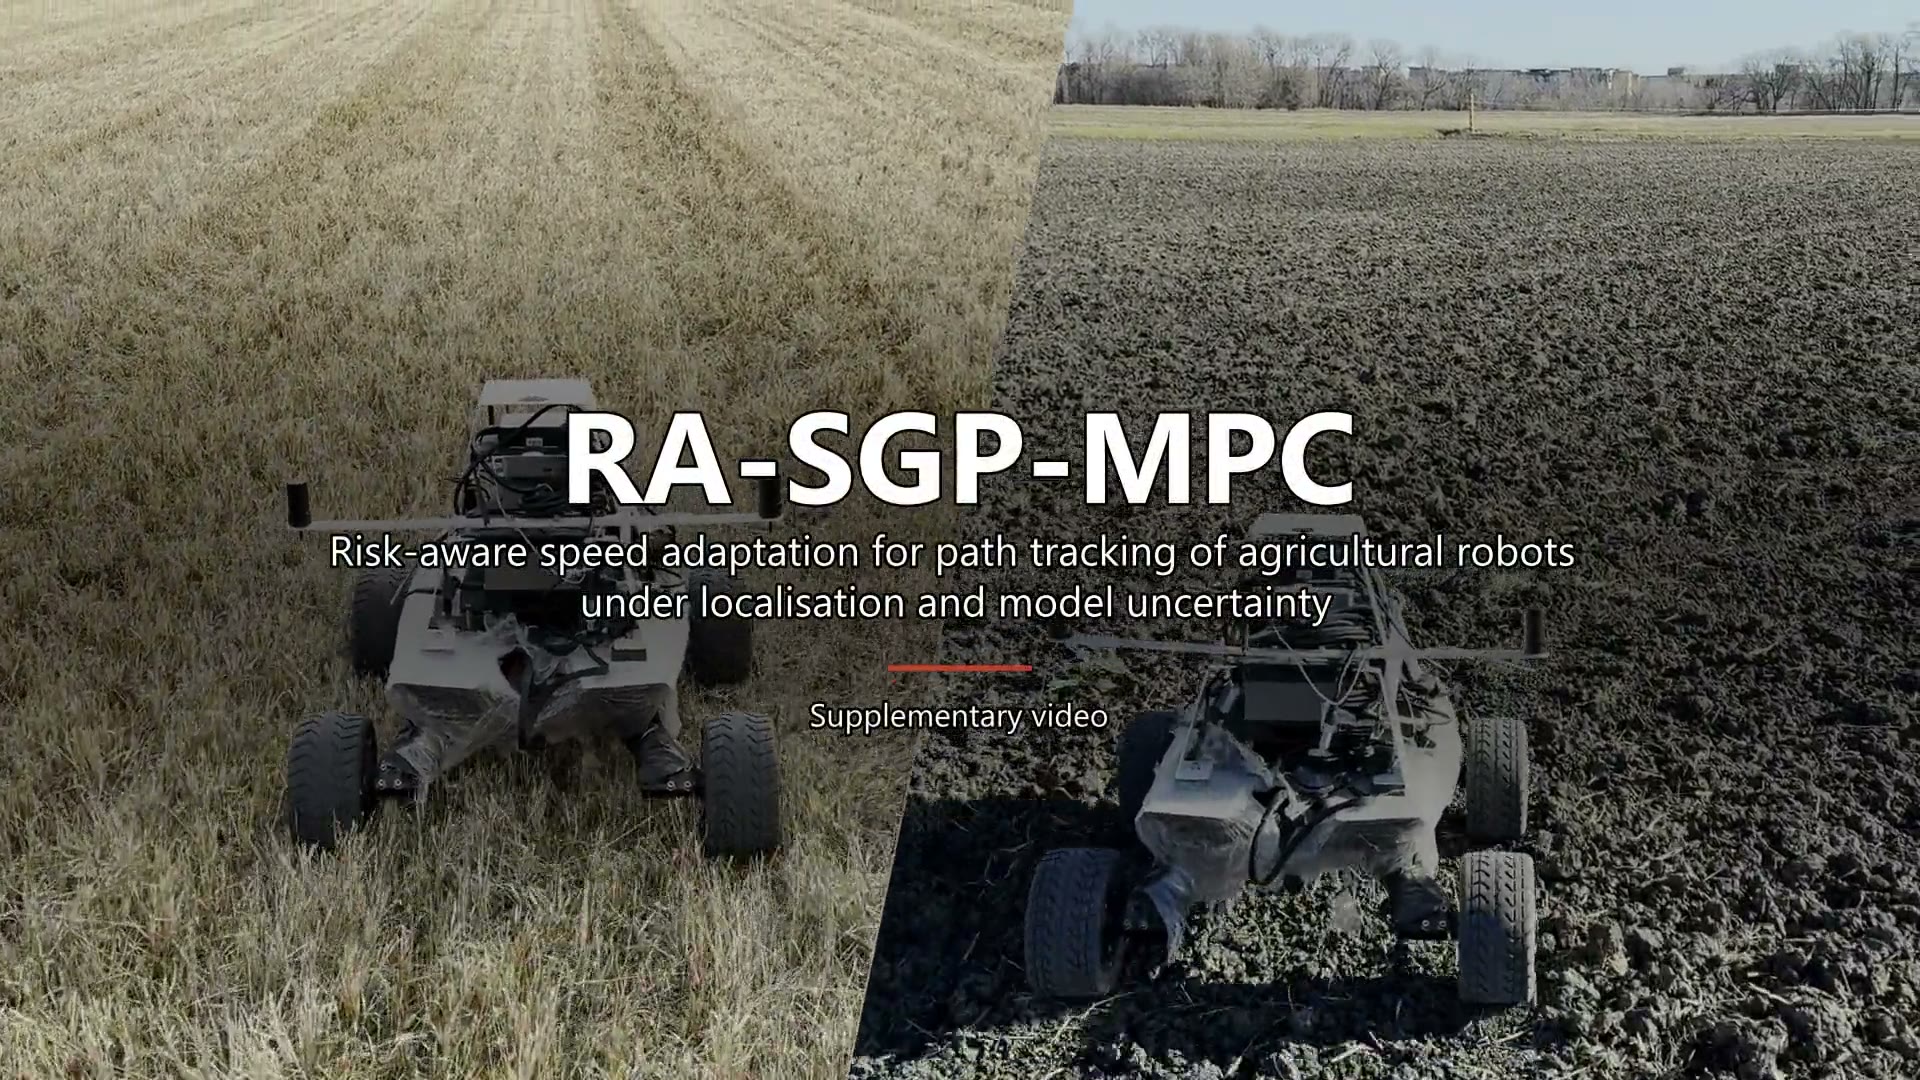 RA-SGP-MPC
Risk-aware speed adaptation for path tracking of agricultural robots
under localisation and model uncertainty
Supplementary video